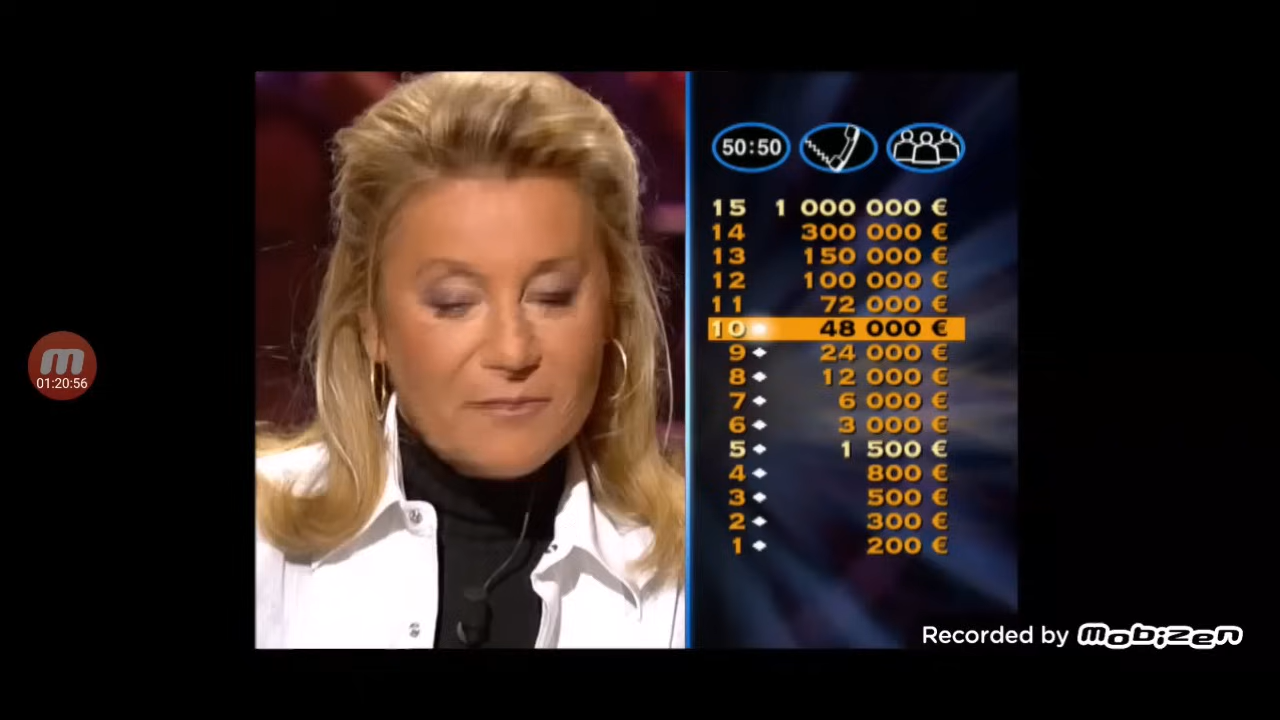 50:50
15 1 000 000 €
14 300 000 €
13 150 000 €
12 100 000 €
11 72 000 €
10 48 000 €
9 24 000 €
8 12 000 €
7 6 000 €
6 3 000 €
5 1 500 €
4 800 €
3 500 €
2 300 €
1 200 €
01:20:56
Recorded by mobizen